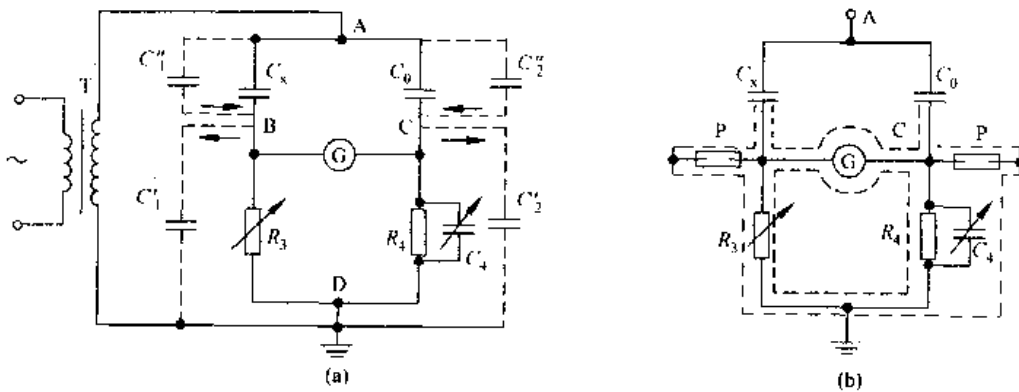 A
C″₁
T
Cₓ
C₀
C″₂
B
C
G
~
C′₁
R₃
R₄
C₄
C′₂
D
(a)
A
Cₓ
C₀
P
C
P
G
R₃
R₄
C₄
(b)